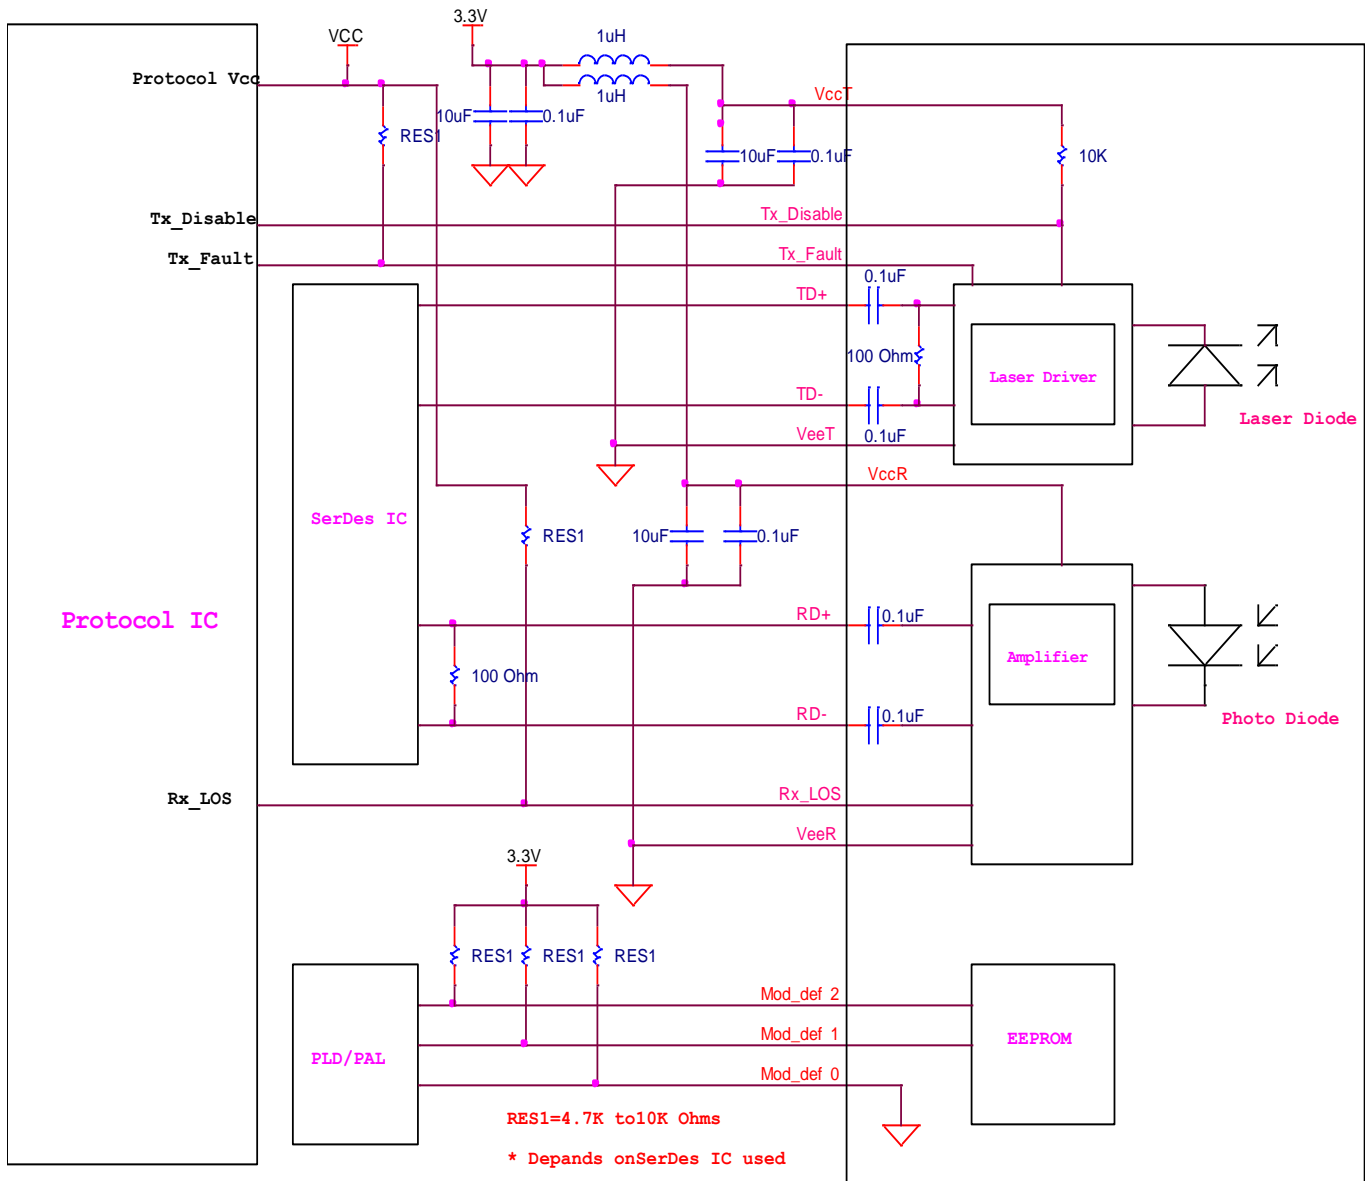 3.3V
VCC
1uH
Protocol Vcc
1uH
VccT
10uF
0.1uF
RES1
10uF
0.1uF
10K
Tx_Disable
Tx_Disable
Tx_Fault
Tx_Fault
0.1uF
TD+
100 Ohm
Laser Driver
TD-
Laser Diode
VeeT
0.1uF
VccR
SerDes IC
RES1
10uF
0.1uF
Protocol IC
RD+
0.1uF
Amplifier
100 Ohm
RD-
0.1uF
Photo Diode
Rx_LOS
Rx_LOS
VeeR
3.3V
RES1
RES1
RES1
Mod_def 2
Mod_def 1
EEPROM
PLD/PAL
Mod_def 0
RES1=4.7K to10K Ohms
* Depands onSerDes IC used